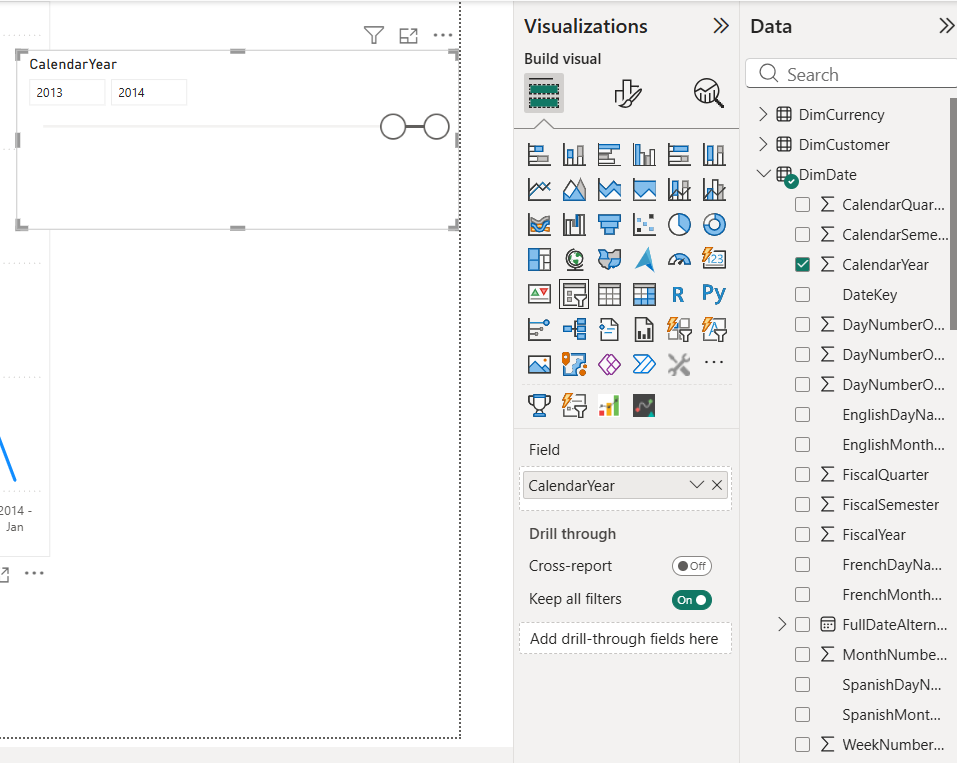 CalendarYear
2013
2014
2014 -
Jan
Visualizations
Build visual
123
R
Py
Field
CalendarYear
Drill through
Cross-report
Off
Keep all filters
On
Add drill-through fields here
Data
Search
DimCurrency
DimCustomer
DimDate
CalendarQuar...
CalendarSeme...
CalendarYear
DateKey
DayNumberO...
DayNumberO...
DayNumberO...
EnglishDayNa...
EnglishMonth...
FiscalQuarter
FiscalSemester
FiscalYear
FrenchDayNa...
FrenchMonth...
FullDateAltern...
MonthNumbe...
SpanishDayN...
SpanishMont...
WeekNumber...